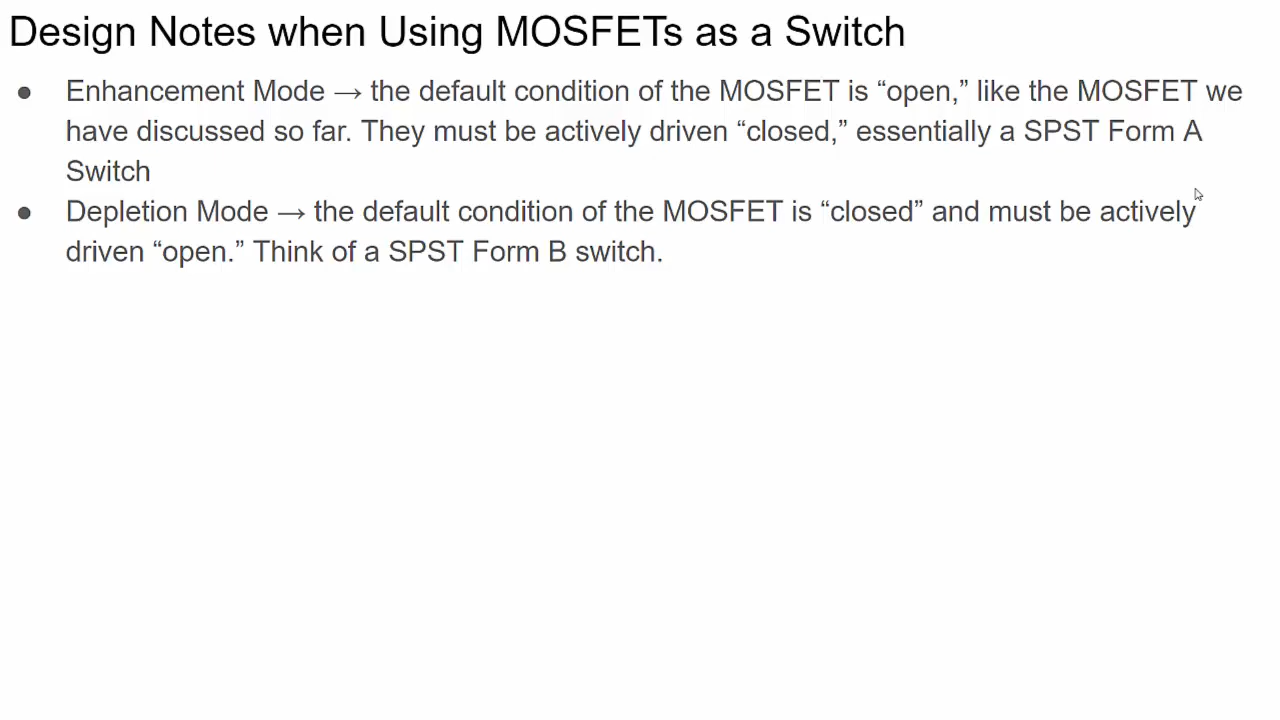 Design Notes when Using MOSFETs as a Switch
● Enhancement Mode → the default condition of the MOSFET is “open,” like the MOSFET we
have discussed so far. They must be actively driven “closed,” essentially a SPST Form A
Switch
● Depletion Mode → the default condition of the MOSFET is “closed” and must be actively
driven “open.” Think of a SPST Form B switch.